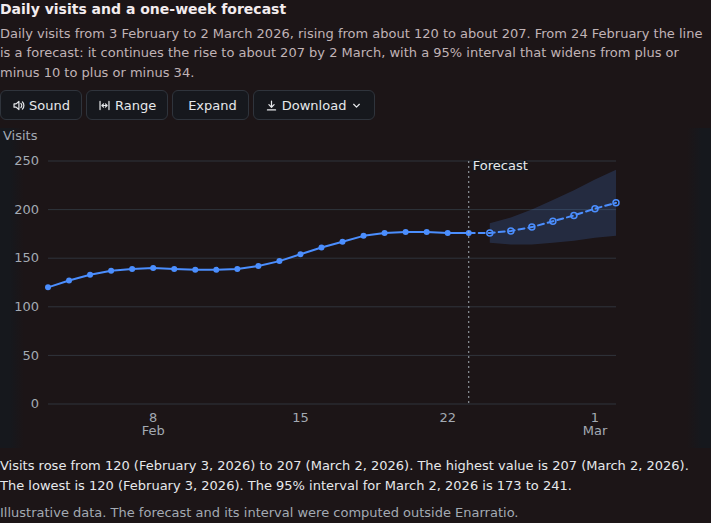 Daily visits and a one-week forecast
Daily visits from 3 February to 2 March 2026, rising from about 120 to about 207. From 24 February the line
is a forecast: it continues the rise to about 207 by 2 March, with a 95% interval that widens from plus or
minus 10 to plus or minus 34.
Sound Range Expand Download
Visits
250
Forecast
200
150
100
50
0
8 15 22 1
Feb Mar
Visits rose from 120 (February 3, 2026) to 207 (March 2, 2026). The highest value is 207 (March 2, 2026).
The lowest is 120 (February 3, 2026). The 95% interval for March 2, 2026 is 173 to 241.
Illustrative data. The forecast and its interval were computed outside Enarratio.